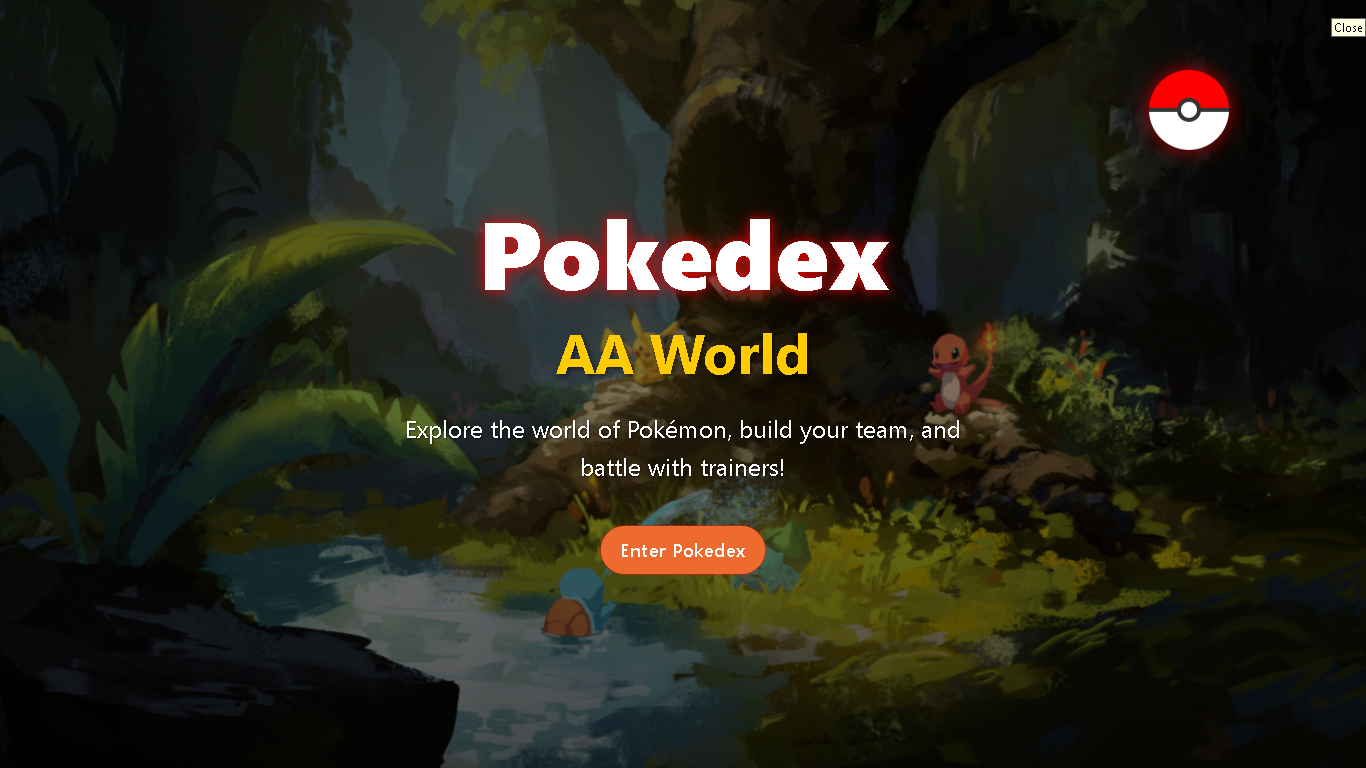 Close
Pokedex
AA World
Explore the world of Pokémon, build your team, and
battle with trainers!
Enter Pokedex